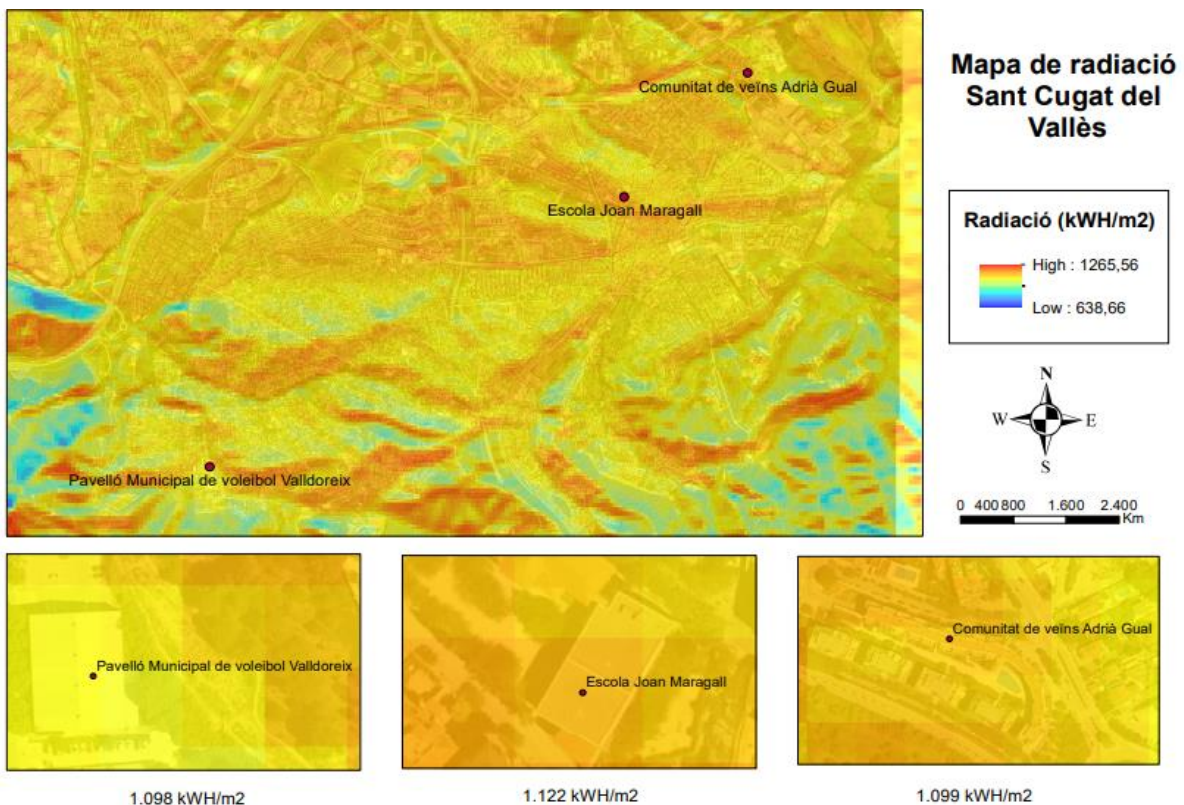 Mapa de radiació
Sant Cugat del
Vallès
Comunitat de veïns Adrià Gual
Escola Joan Maragall
Pavelló Municipal de voleibol Valldoreix
Radiació (kWH/m2)
High : 1265,56
Low : 638,66
N
W E
S
0 400 800 1.600 2.400
Km
Pavelló Municipal de voleibol Valldoreix
Escola Joan Maragall
Comunitat de veïns Adrià Gual
1.098 kWH/m2
1.122 kWH/m2
1.099 kWH/m2